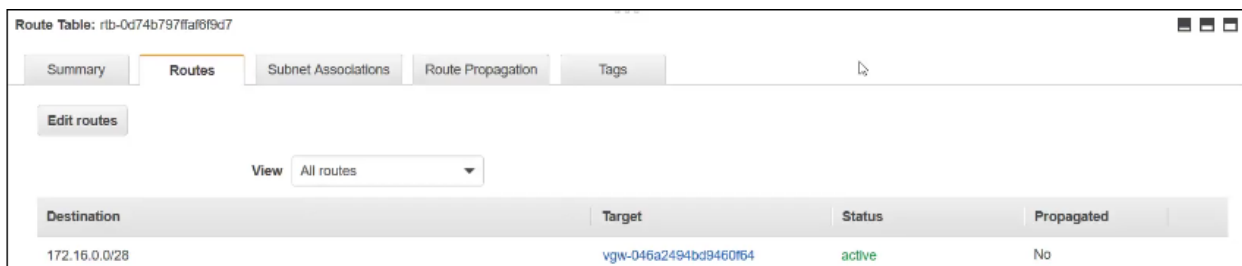 Route Table: rtb-0d74b797ffaf6f9d7
Summary Routes Subnet Associations Route Propagation Tags
Edit routes
View All routes
Destination Target Status Propagated
172.16.0.0/28 vgw-046a2494bd9460f64 active No